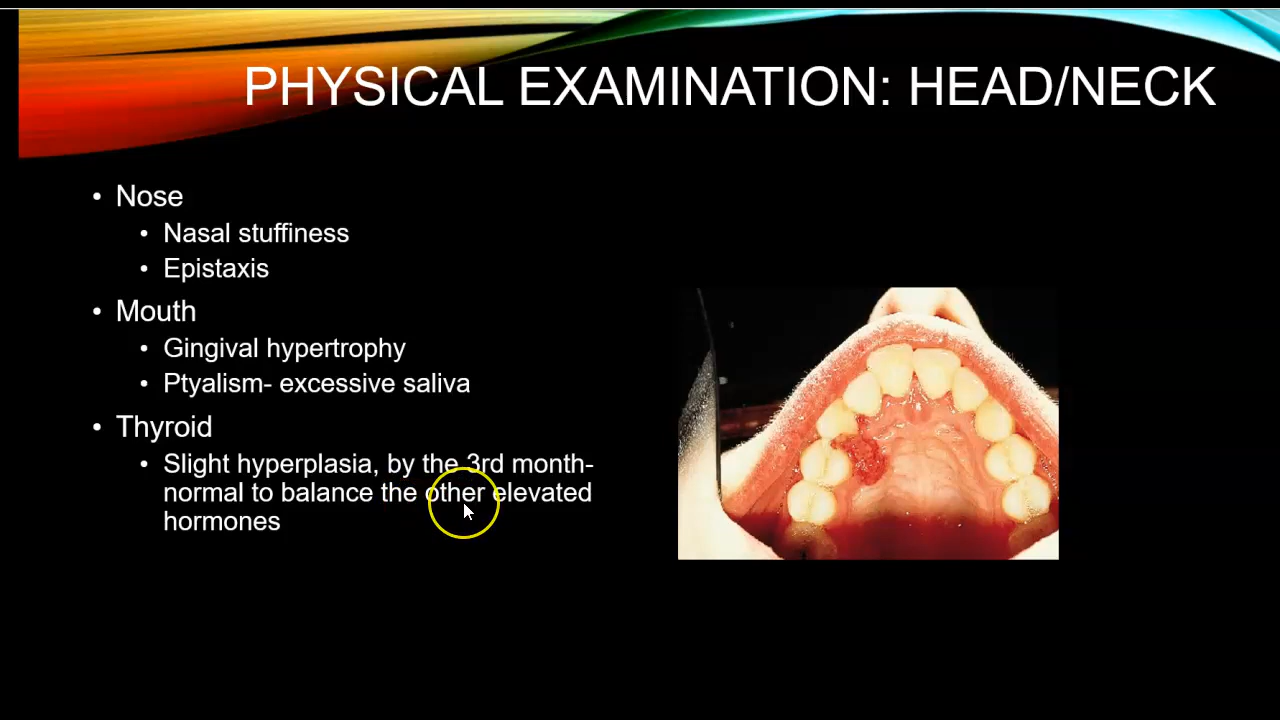 PHYSICAL EXAMINATION: HEAD/NECK
• Nose
• Nasal stuffiness
• Epistaxis
• Mouth
• Gingival hypertrophy
• Ptyalism- excessive saliva
• Thyroid
• Slight hyperplasia, by the 3rd month-
normal to balance the other elevated
hormones